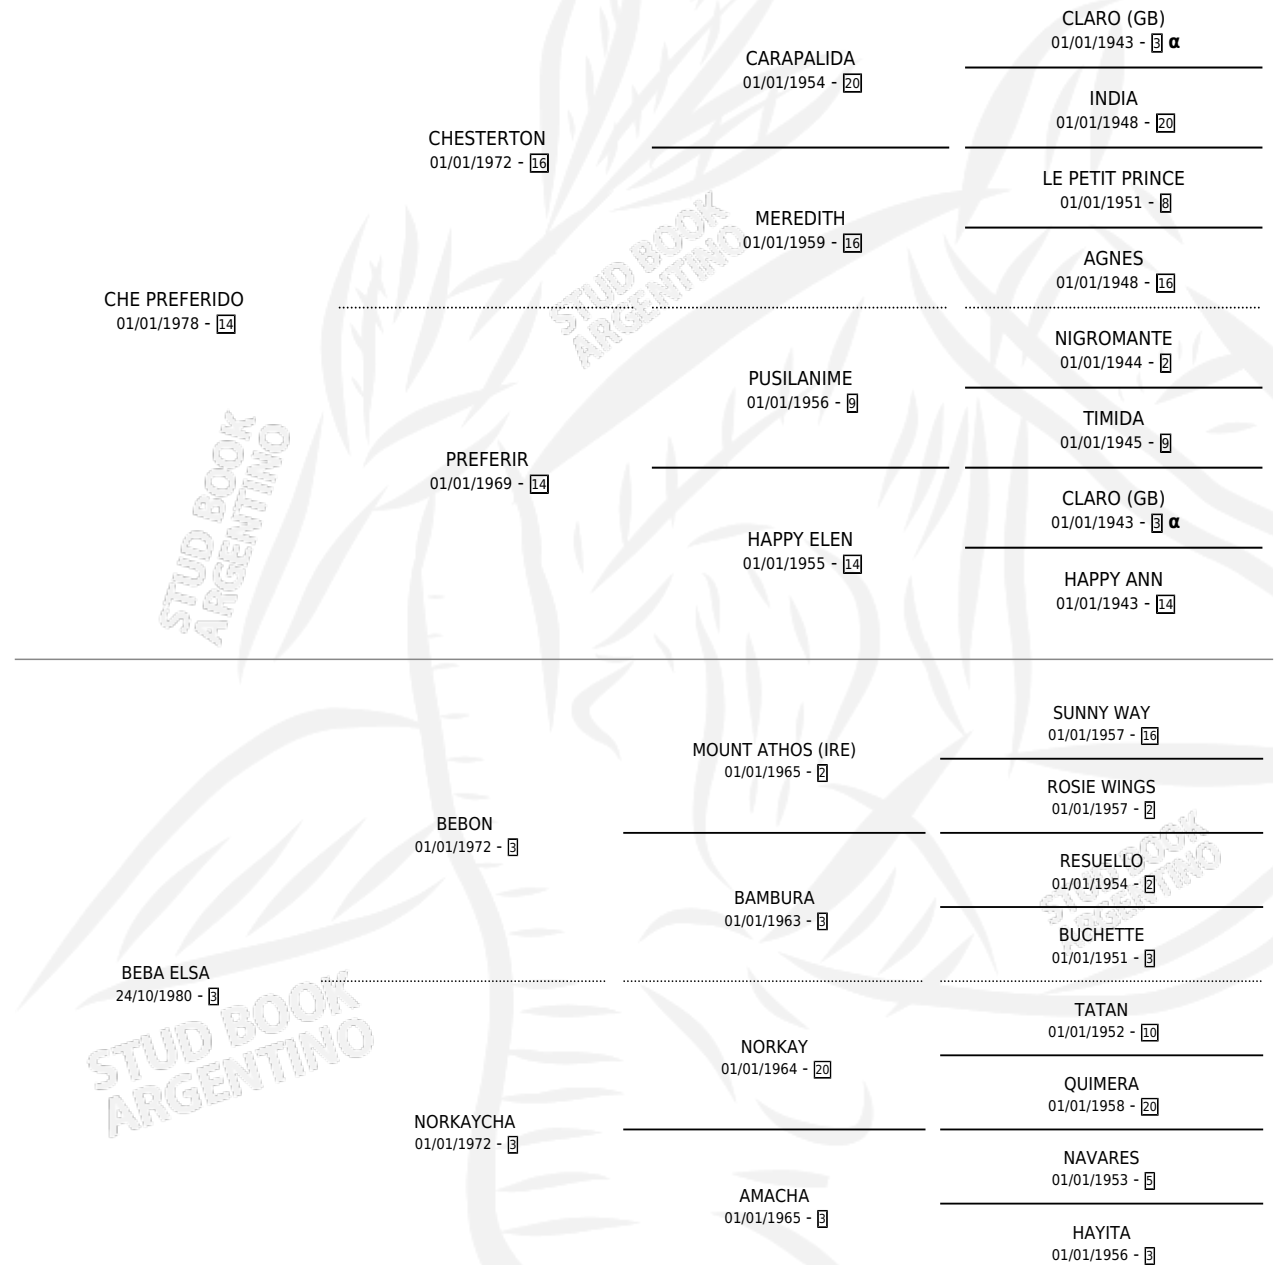 CLARO (GB)
01/01/1943 - 3 α
CARAPALIDA
01/01/1954 - 20
INDIA
01/01/1948 - 20
CHESTERTON
01/01/1972 - 16
LE PETIT PRINCE
01/01/1951 - 8
MEREDITH
01/01/1959 - 16
AGNES
01/01/1948 - 16
CHE PREFERIDO
01/01/1978 - 14
NIGROMANTE
01/01/1944 - 2
PUSILANIME
01/01/1956 - 9
TIMIDA
01/01/1945 - 9
PREFERIR
01/01/1969 - 14
CLARO (GB)
01/01/1943 - 3 α
HAPPY ELEN
01/01/1955 - 14
HAPPY ANN
01/01/1943 - 14
SUNNY WAY
01/01/1957 - 16
MOUNT ATHOS (IRE)
01/01/1965 - 2
ROSIE WINGS
01/01/1957 - 2
BEBON
01/01/1972 - 3
RESUELLO
01/01/1954 - 2
BAMBURA
01/01/1963 - 3
BUCHETTE
01/01/1951 - 3
BEBA ELSA
24/10/1980 - 3
TATAN
01/01/1952 - 10
NORKAY
01/01/1964 - 20
QUIMERA
01/01/1958 - 20
NORKAYCHA
01/01/1972 - 3
NAVARES
01/01/1953 - 5
AMACHA
01/01/1965 - 3
HAYITA
01/01/1956 - 3
STUD BOOK
ARGENTINO
STUD BOOK
ARGENTINO
STUD BOOK
ARGENTINO
STUD BOOK
ARGENTINO